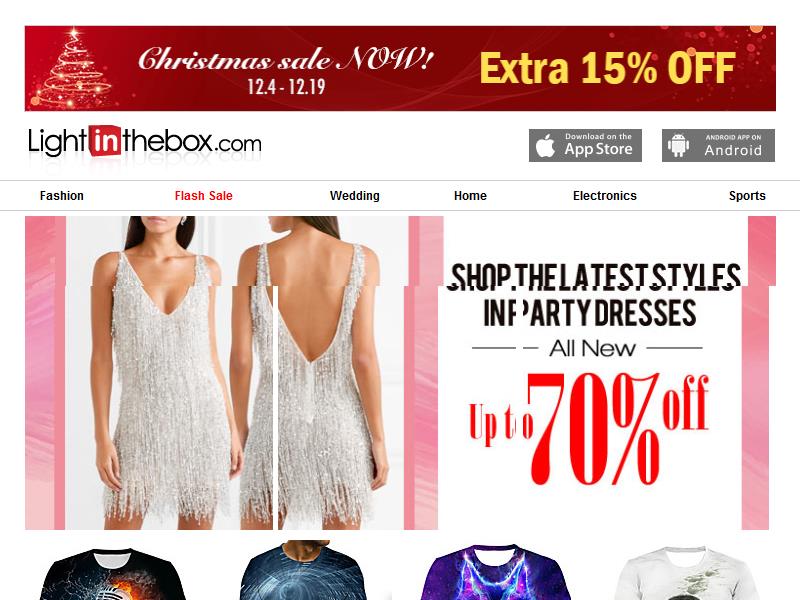 Christmas sale NOW!
12.4 - 12.19
Extra 15% OFF
Lightinthebox.com
Download on the
App Store
ANDROID APP ON
Android
Fashion
Flash Sale
Wedding
Home
Electronics
Sports
SHOP THE LATEST STYLES
IN PARTY DRESSES
All New
Up to 70% off